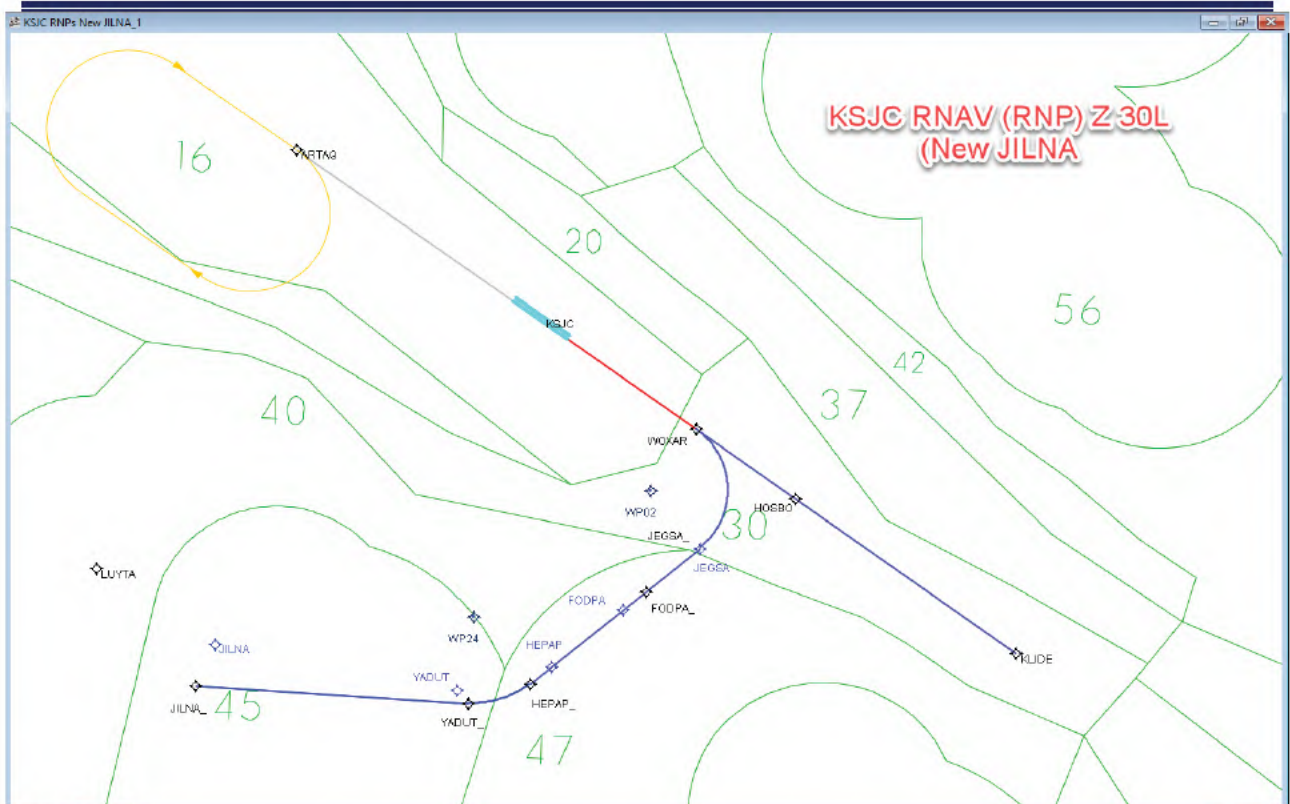 KSJC RNPs New JILNA_1
KSJC RNAV (RNP) Z 30L
(New JILNA
ARTAQ
16
20
KSJC
56
42
37
40
WOXAR
WP02
HOSBO
30
JEGSA_
JEGSA
LUYTA
FODPA
FODPA_
WP24
JILNA
HEPAP
KLIDE
YADUT
JILNA_
45
HEPAP_
YADUT_
47